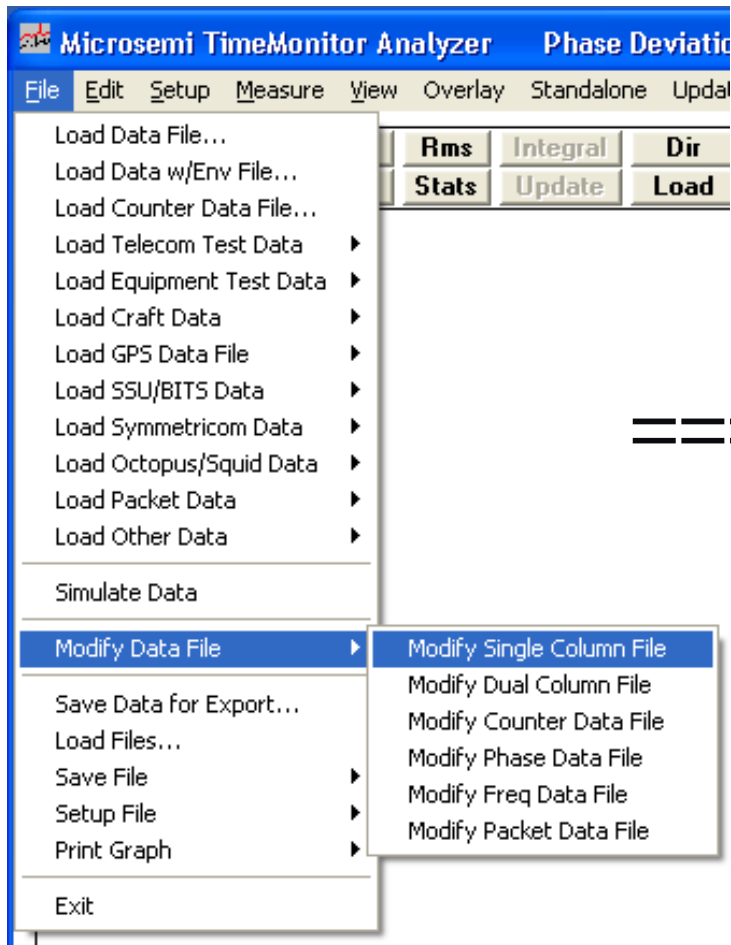 Microsemi TimeMonitor Analyzer Phase Deviatio
File Edit Setup Measure View Overlay Standalone Updat
Rms Integral Dir
Stats Update Load
Load Data File...
Load Data w/Env File...
Load Counter Data File...
Load Telecom Test Data
Load Equipment Test Data
Load Craft Data
Load GPS Data File
Load SSU/BITS Data
Load Symmetricom Data
Load Octopus/Squid Data
Load Packet Data
Load Other Data
Simulate Data
Modify Data File
Modify Single Column File
Modify Dual Column File
Modify Counter Data File
Modify Phase Data File
Modify Freq Data File
Modify Packet Data File
Save Data for Export...
Load Files...
Save File
Setup File
Print Graph
Exit
===